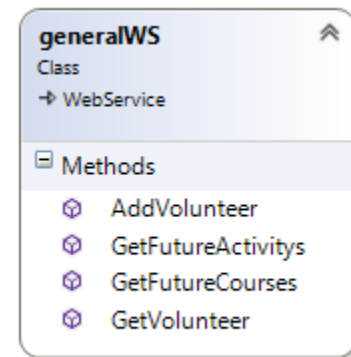 generalWS
Class
WebService
Methods
AddVolunteer
GetFutureActivitys
GetFutureCourses
GetVolunteer